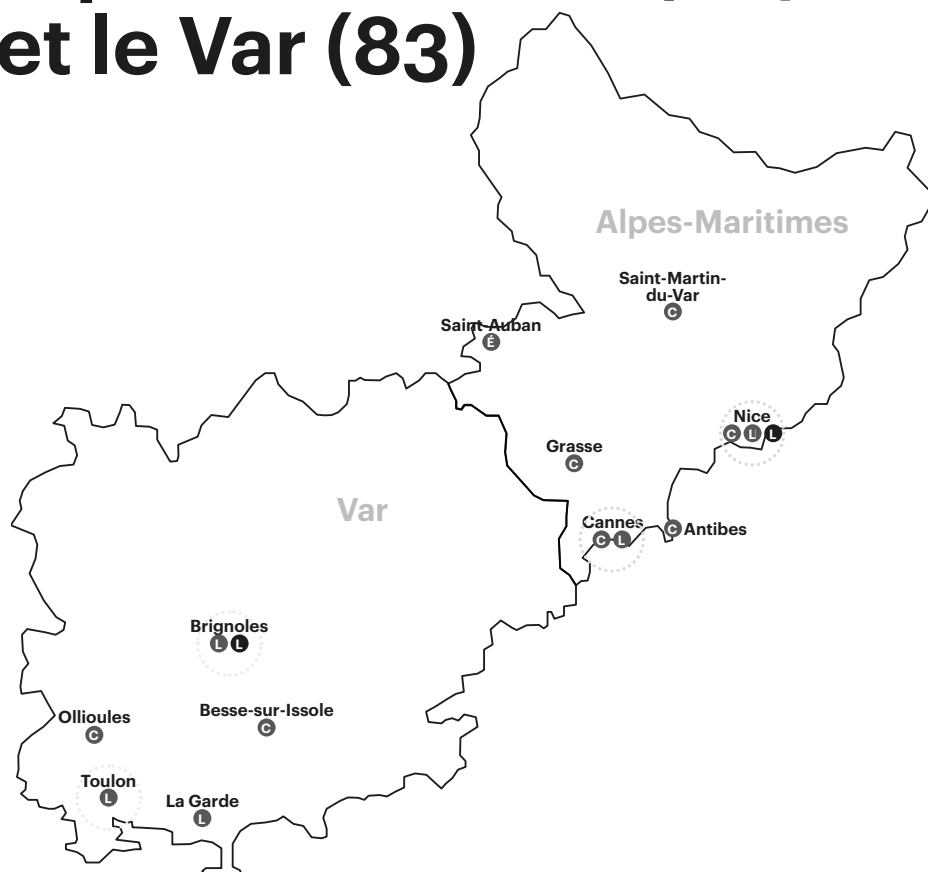 et le Var (83)
Alpes-Maritimes
Saint-Martin-
du-Var
C
Saint-Auban
É
Nice
C L L
Grasse
C
Var
Cannes
C L
C Antibes
Brignoles
L L
Besse-sur-Issole
C
Ollioules
C
Toulon
L
La Garde
L